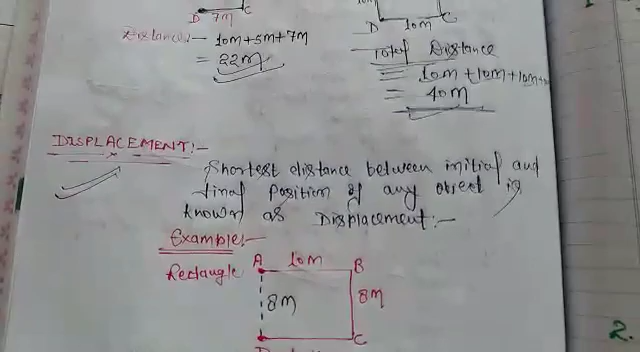 10m
D 7m C
D 10m C
Distance:- 10m+5m+7m
= 22m
Total Distance
= 10m+10m+10m+
= 40m
DISPLACEMENT:-
Shortest distance between initial and
final position of any object is
known as Displacement:-
Example:-
Rectangle
A 10m B
8m 8m
C
D
2.